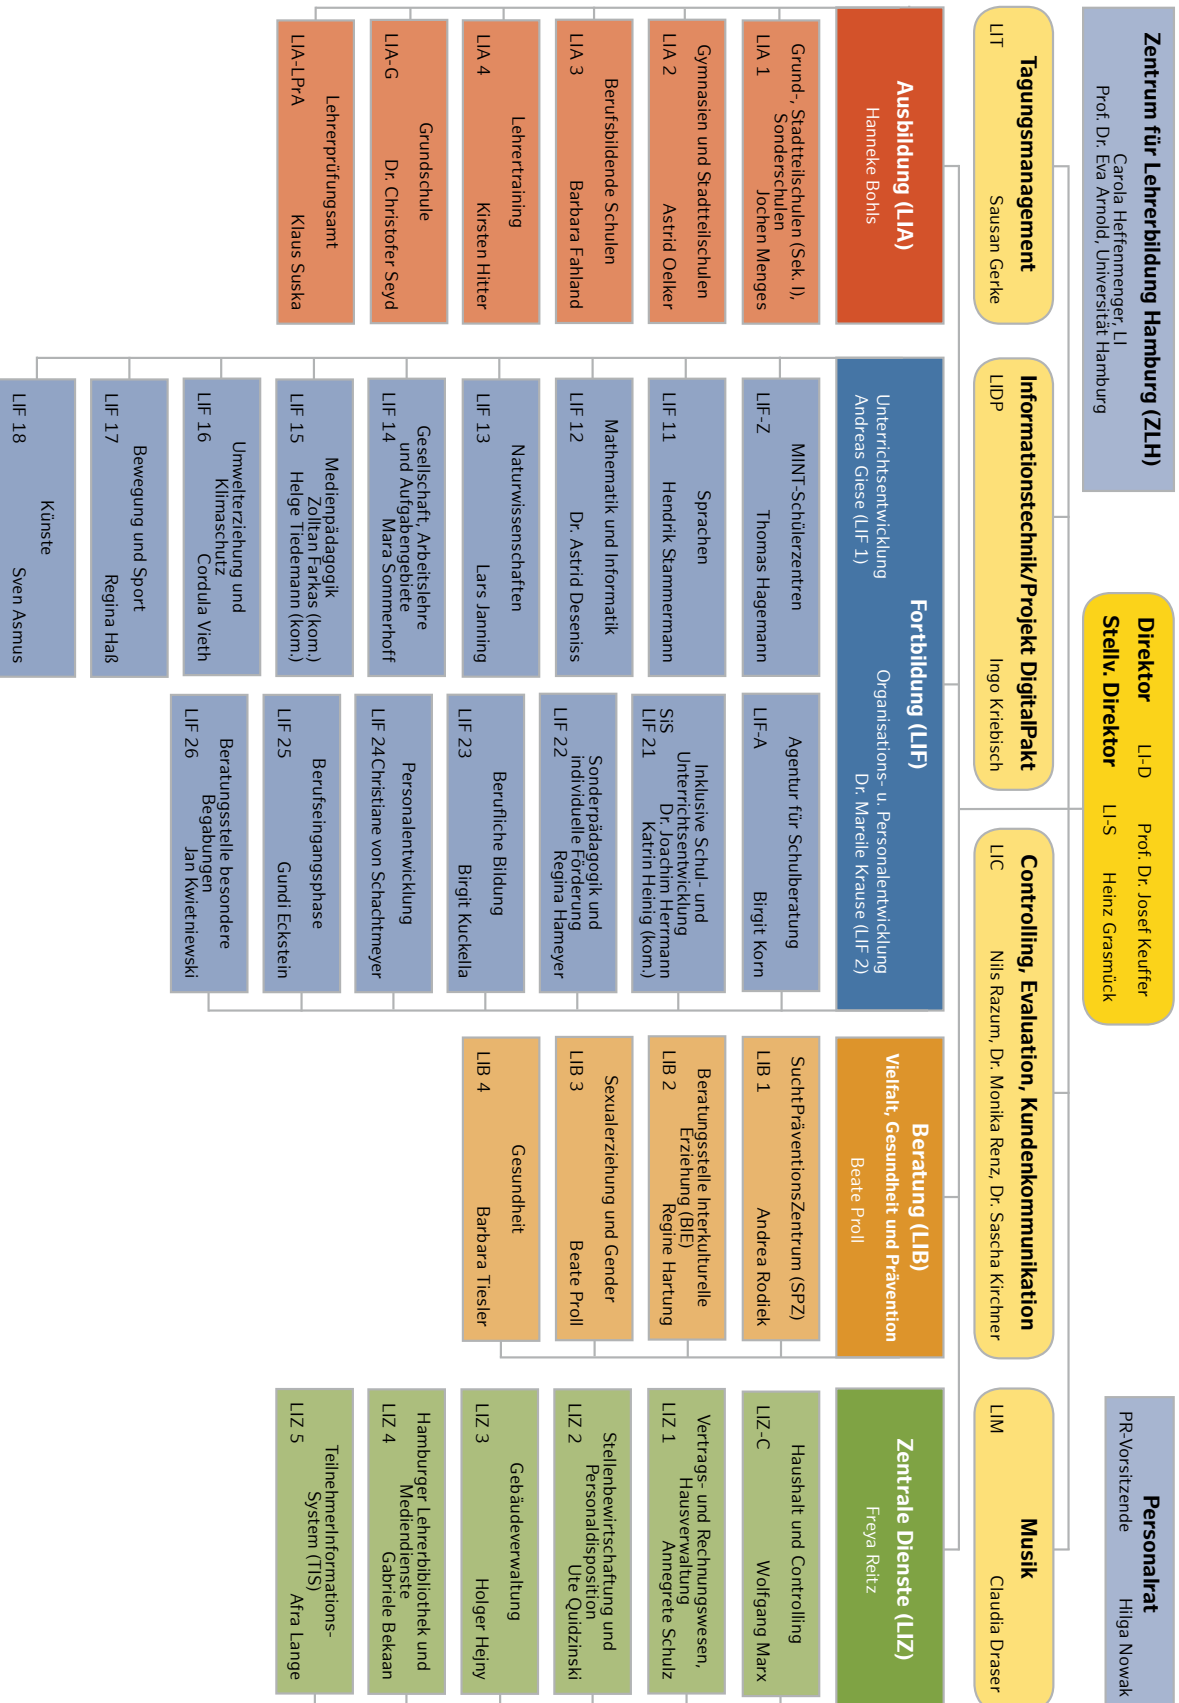 Zentrum für Lehrerbildung Hamburg (ZLH)
Carola Heffenmenger, LI
Prof. Dr. Eva Arnold, Universität Hamburg
Direktor LI-D Prof. Dr. Josef Keuffer
Stellv. Direktor LI-S Heinz Grasmück
Personalrat
PR-Vorsitzende Hilga Nowak
Tagungsmanagement
LIT Sausan Gerke
Informationstechnik/Projekt DigitalPakt
LIDP Ingo Kriebisch
Controlling, Evaluation, Kundenkommunikation
LIC Nils Razum, Dr. Monika Renz, Dr. Sascha Kirchner
Musik
LIM Claudia Draser
Ausbildung (LIA)
Hanneke Bohls
Grund-, Stadtteilschulen (Sek. I),
Sonderschulen
LIA 1 Jochen Menges
Gymnasien und Stadtteilschulen
LIA 2 Astrid Oelker
Berufsbildende Schulen
LIA 3 Barbara Fahland
Lehrertraining
LIA 4 Kirsten Hitter
Grundschule
LIA-G Dr. Christofer Seyd
Lehrerprüfungsamt
LIA-LPrA Klaus Suska
Fortbildung (LIF)
Unterrichtsentwicklung
Andreas Giese (LIF 1)
Organisations- u. Personalentwicklung
Dr. Mareile Krause (LIF 2)
MINT-Schülerzentren
LIF-Z Thomas Hagemann
Sprachen
LIF 11 Hendrik Stammermann
Mathematik und Informatik
LIF 12 Dr. Astrid Deseniss
Naturwissenschaften
LIF 13 Lars Janning
Gesellschaft, Arbeitslehre
und Aufgabengebiete
LIF 14 Mara Sommerhoff
Medienpädagogik
Zolltan Farkas (kom.)
LIF 15 Helge Tiedemann (kom.)
Umwelterziehung und
Klimaschutz
LIF 16 Cordula Vieth
Bewegung und Sport
LIF 17 Regina Haß
Künste
LIF 18 Sven Asmus
Agentur für Schulberatung
LIF-A Birgit Korn
Inklusive Schul- und
Unterrichtsentwicklung
SiS Dr. Joachim Herrmann
LIF 21 Katrin Heinig (kom.)
Sonderpädagogik und
individuelle Förderung
LIF 22 Regina Hameyer
Berufliche Bildung
LIF 23 Birgit Kuckella
Personalentwicklung
LIF 24 Christiane von Schachtmeyer
Berufseingangsphase
LIF 25 Gundi Eckstein
Beratungsstelle besondere
Begabungen
LIF 26 Jan Kwietniewski
Beratung (LIB)
Vielfalt, Gesundheit und Prävention
Beate Proll
SuchtPräventionsZentrum (SPZ)
LIB 1 Andrea Rodiek
Beratungsstelle Interkulturelle
Erziehung (BIE)
LIB 2 Regine Hartung
Sexualerziehung und Gender
LIB 3 Beate Proll
Gesundheit
LIB 4 Barbara Tiesler
Zentrale Dienste (LIZ)
Freya Reitz
Haushalt und Controlling
LIZ-C Wolfgang Marx
Vertrags- und Rechnungswesen,
Hausverwaltung
LIZ 1 Annegrete Schulz
Stellenbewirtschaftung und
Personaldisposition
LIZ 2 Ute Quidzinski
Gebäudeverwaltung
LIZ 3 Holger Hejny
Hamburger Lehrerbibliothek und
Mediendienste
LIZ 4 Gabriele Bekaan
TeilnehmerInformations-
System (TIS)
LIZ 5 Afra Lange